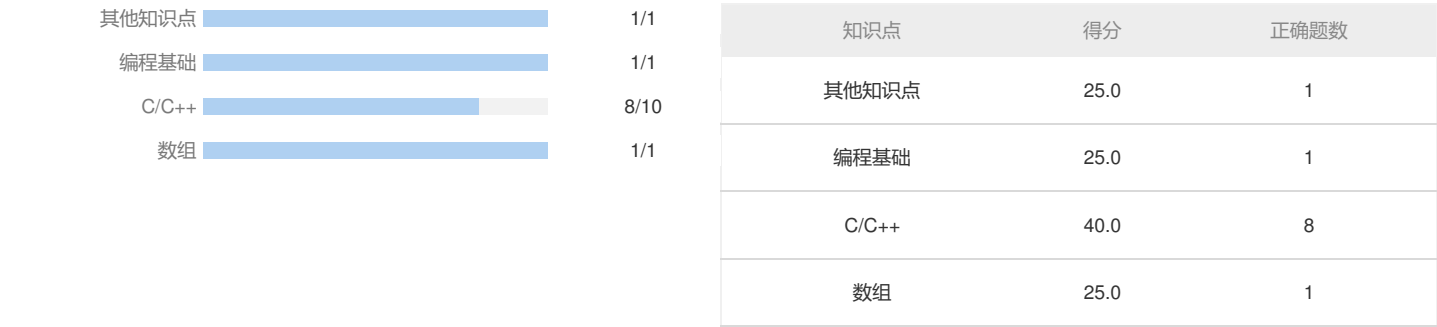 其他知识点 1/1
编程基础 1/1
C/C++ 8/10
数组 1/1
知识点 得分 正确题数
其他知识点 25.0 1
编程基础 25.0 1
C/C++ 40.0 8
数组 25.0 1